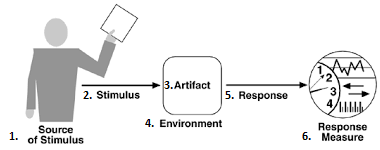 1. Source
of Stimulus
2. Stimulus
3.Artifact
4. Environment
5. Response
1
2
3
4
6. Response
Measure